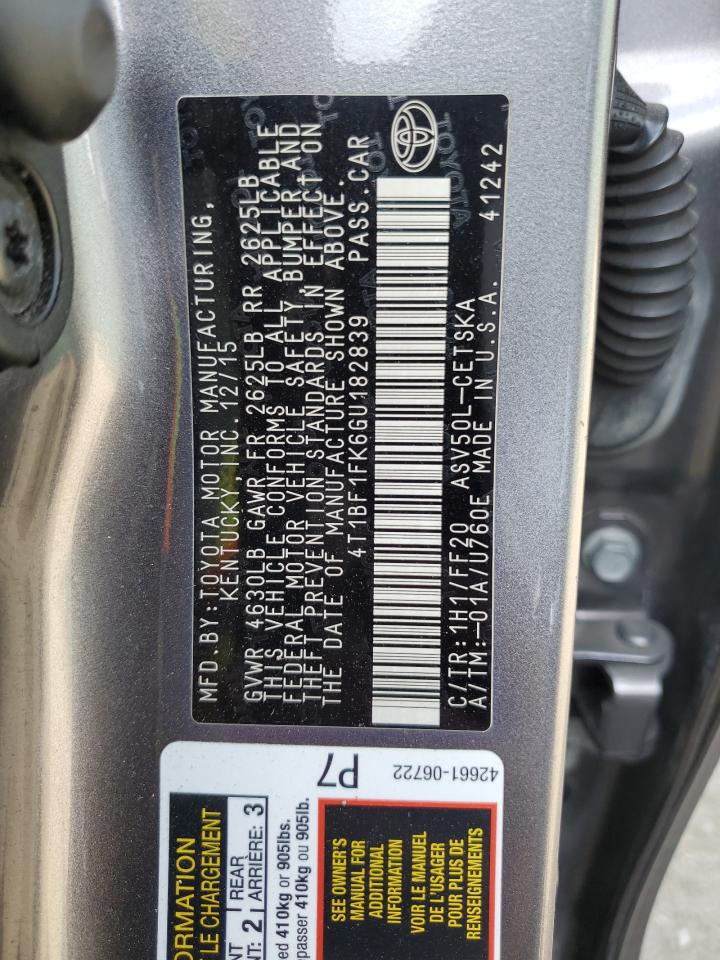 MFD. BY:TOYOTA MOTOR MANUFACTURING,
KENTUCKY, INC. 12/15
GVWR 4630LB GAWR FR 2625LB RR 2625LB
THIS VEHICLE CONFORMS TO ALL APPLICABLE
FEDERAL MOTOR VEHICLE SAFETY, BUMPER, AND
THEFT PREVENTION STANDARDS IN EFFECT ON
THE DATE OF MANUFACTURE SHOWN ABOVE.
4T1BF1FK6GU182839 PASS.CAR
C/TR: 1H1/FF20 ASV50L-CETSKA
A/TM:-01A/U760E MADE IN U.S.A. 41242
TOYOTA
P7
42661-06722
ORMATION
LE CHARGEMENT
2 REAR
ARRIÈRE: 3
410kg or 905lbs.
410kg ou 905lb.
SEE OWNER'S
MANUAL FOR
ADDITIONAL
INFORMATION
VOIR LE MANUEL
DE L'USAGER
POUR PLUS DE
RENSEIGNEMENTS